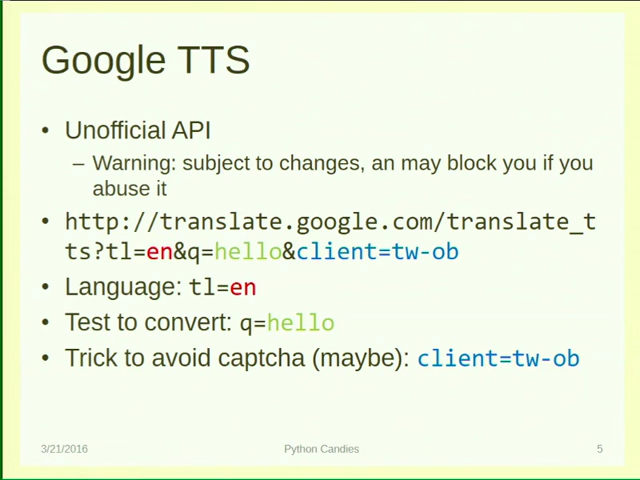 Google TTS
• Unofficial API
– Warning: subject to changes, an may block you if you
abuse it
• http://translate.google.com/translate_t
ts?tl=en&q=hello&client=tw-ob
• Language: tl=en
• Test to convert: q=hello
• Trick to avoid captcha (maybe): client=tw-ob
3/21/2016
Python Candies
5